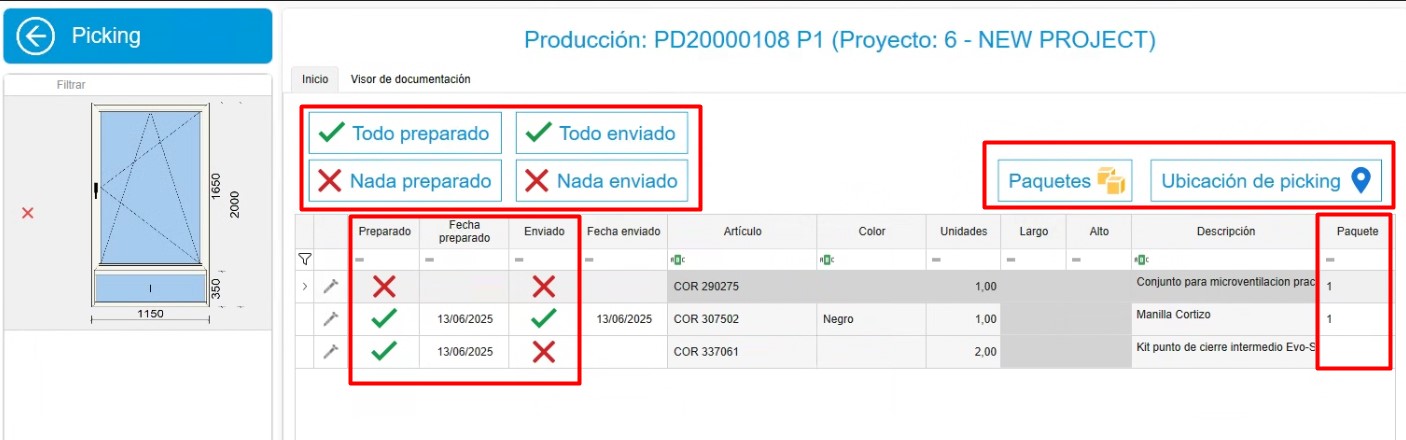 Picking
Producción: PD20000108 P1 (Proyecto: 6 - NEW PROJECT)
Filtrar
Inicio Visor de documentación
Todo preparado Todo enviado
Nada preparado Nada enviado
Paquetes Ubicación de picking
1650
2000
350
1150
Preparado Fecha preparado Enviado Fecha enviado Artículo Color Unidades Largo Alto Descripción Paquete
COR 290275 1,00 Conjunto para microventilacion prac 1
13/06/2025 13/06/2025 COR 307502 Negro 1,00 Manilla Cortizo 1
13/06/2025 COR 337061 2,00 Kit punto de cierre intermedio Evo-S